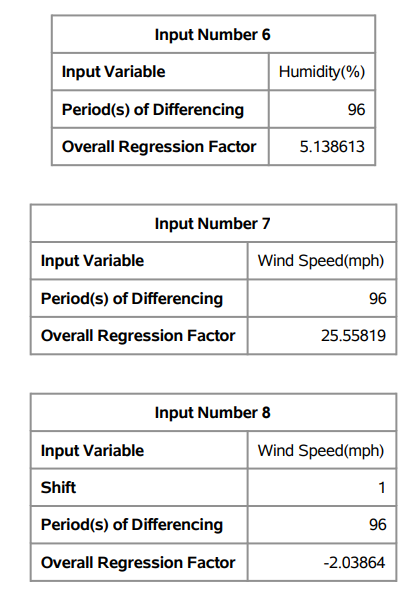 Input Number 6
Input Variable Humidity(%)
Period(s) of Differencing 96
Overall Regression Factor 5.138613
Input Number 7
Input Variable Wind Speed(mph)
Period(s) of Differencing 96
Overall Regression Factor 25.55819
Input Number 8
Input Variable Wind Speed(mph)
Shift 1
Period(s) of Differencing 96
Overall Regression Factor -2.03864